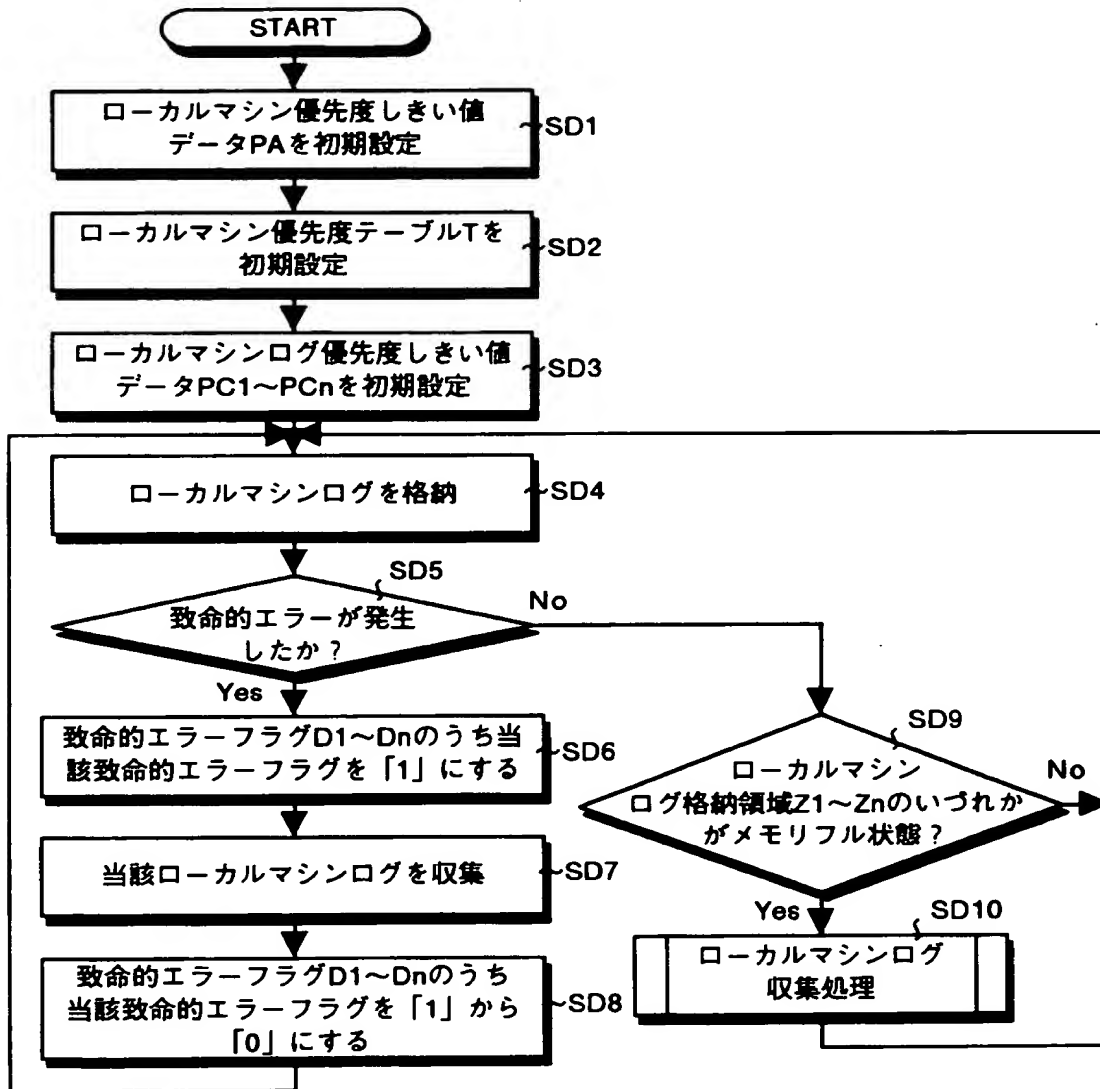 START
ローカルマシン優先度しきい値
データPAを初期設定
SD1
ローカルマシン優先度テーブルTを
初期設定
SD2
ローカルマシンログ優先度しきい値
データPC1〜PCnを初期設定
SD3
ローカルマシンログを格納
SD4
SD5
致命的エラーが発生
したか？
No
Yes
致命的エラーフラグD1〜Dnのうち当
該致命的エラーフラグを「1」にする
SD6
当該ローカルマシンログを収集
SD7
致命的エラーフラグD1〜Dnのうち
当該致命的エラーフラグを「1」から
「0」にする
SD8
SD9
ローカルマシン
ログ格納領域Z1〜Znのいづれか
がメモリフル状態？
No
Yes
SD10
ローカルマシンログ
収集処理